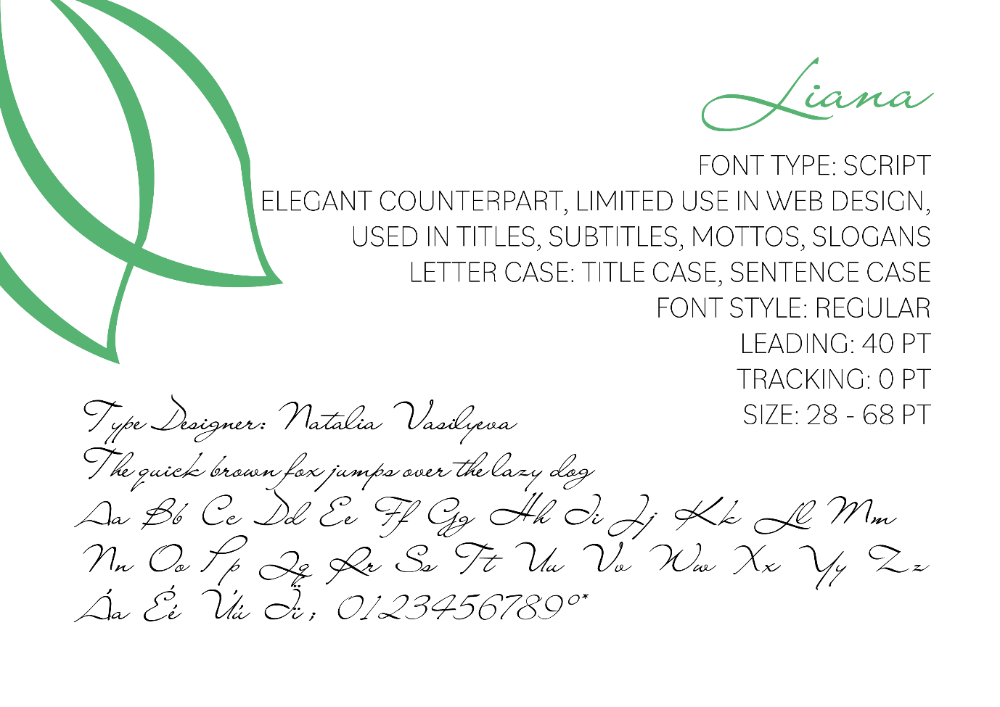 Liana
FONT TYPE: SCRIPT
ELEGANT COUNTERPART, LIMITED USE IN WEB DESIGN,
USED IN TITLES, SUBTITLES, MOTTOS, SLOGANS
LETTER CASE: TITLE CASE, SENTENCE CASE
FONT STYLE: REGULAR
LEADING: 40 PT
TRACKING: 0 PT
SIZE: 28 - 68 PT
Type Designer: Natalia Vasilyeva
The quick brown fox jumps over the lazy dog
Aa Bb Cc Dd Ee Ff Gg Hh Ii Jj Kk Ll Mm
Nn Oo Pp Qq Rr Ss Tt Uu Vv Ww Xx Yy Zz
Áa Éé Úú Ïï; 0123456789º*